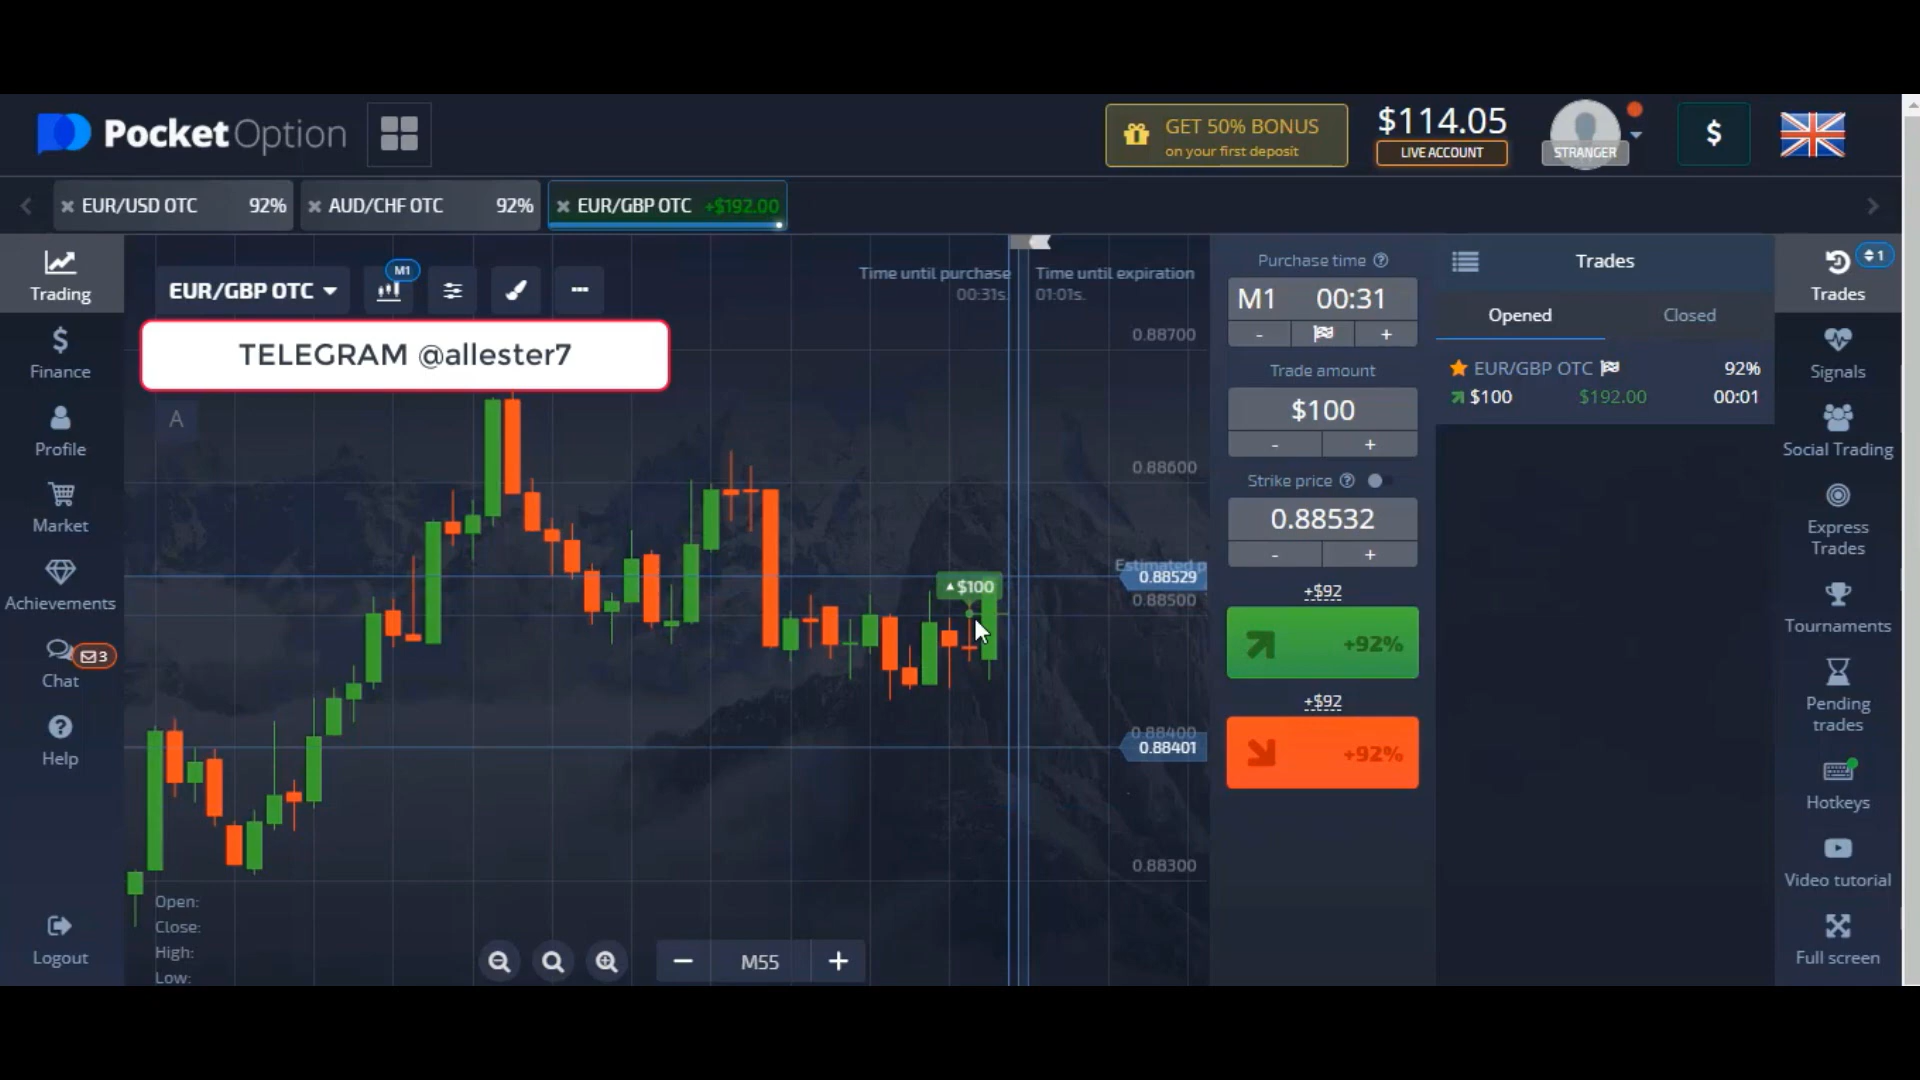 PocketOption
GET 50% BONUS
on your first deposit
$114.05
LIVE ACCOUNT
STRANGER
$
EUR/USD OTC 92%
AUD/CHF OTC 92%
EUR/GBP OTC +$192.00
Trading
Finance
Profile
Market
Achievements
3
Chat
Help
Logout
EUR/GBP OTC
M1
TELEGRAM @allester7
A
Time until purchase
00:31s.
Time until expiration
01:01s.
0.88700
0.88600
0.88529
0.88500
0.88400
0.88401
0.88300
$100
Open:
Close:
High:
Low:
M55
Purchase time
M1 00:31
- +
Trade amount
$100
- +
Strike price
0.88532
- +
+$92
+92%
+$92
+92%
Trades
Opened Closed
EUR/GBP OTC 92%
$100 $192.00 00:01
1
Trades
Signals
Social Trading
Express
Trades
Tournaments
Pending
trades
Hotkeys
Video tutorial
Full screen